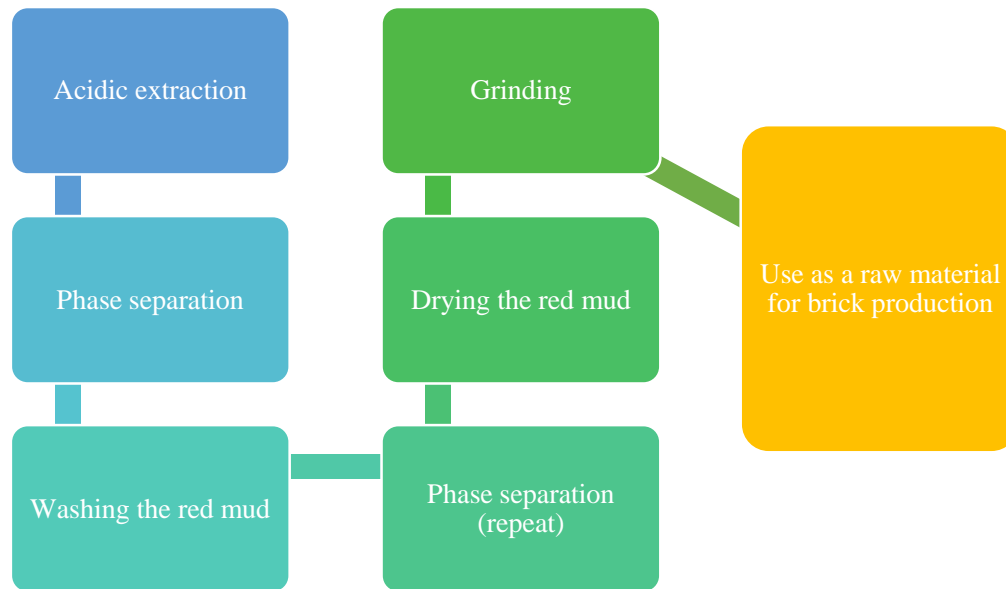 Acidic extraction
Phase separation
Washing the red mud
Phase separation
(repeat)
Drying the red mud
Grinding
Use as a raw material
for brick production